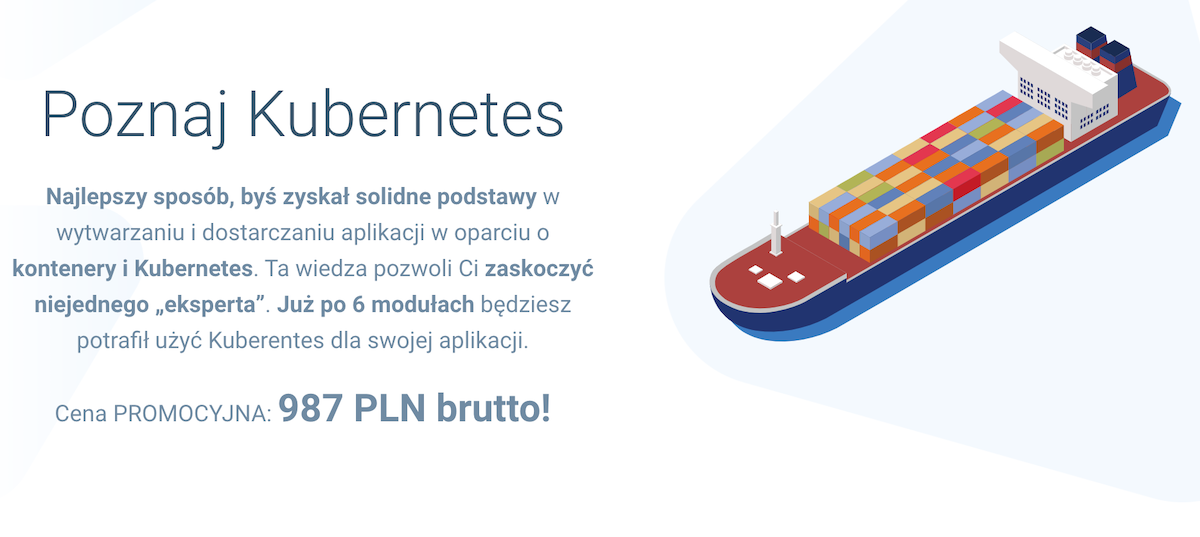 Poznaj Kubernetes
Najlepszy sposób, byś zyskał solidne podstawy w
wytwarzaniu i dostarczaniu aplikacji w oparciu o
kontenery i Kubernetes. Ta wiedza pozwoli Ci zaskoczyć
niejednego „eksperta”. Już po 6 modułach będziesz
potrafił użyć Kuberentes dla swojej aplikacji.
Cena PROMOCYJNA: 987 PLN brutto!